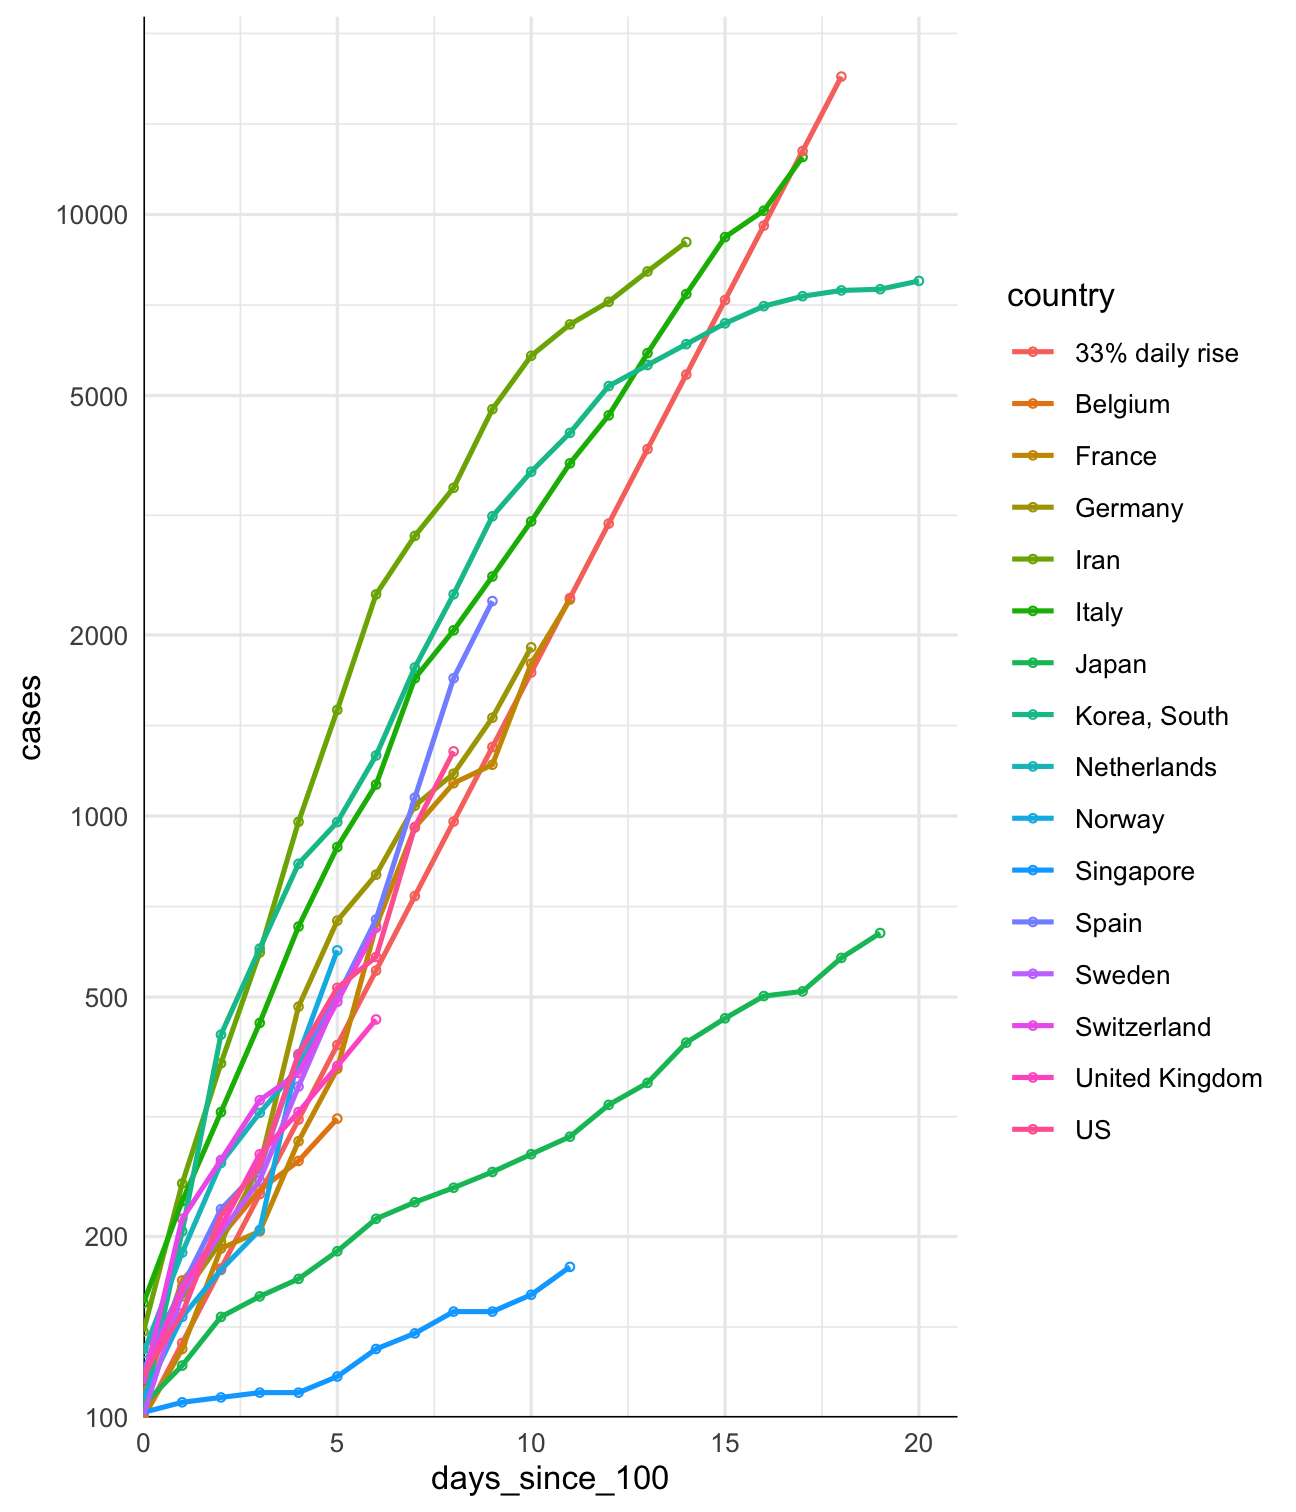 10000
5000
2000
1000
500
200
100
cases
0 5 10 15 20
days_since_100
country
33% daily rise
Belgium
France
Germany
Iran
Italy
Japan
Korea, South
Netherlands
Norway
Singapore
Spain
Sweden
Switzerland
United Kingdom
US